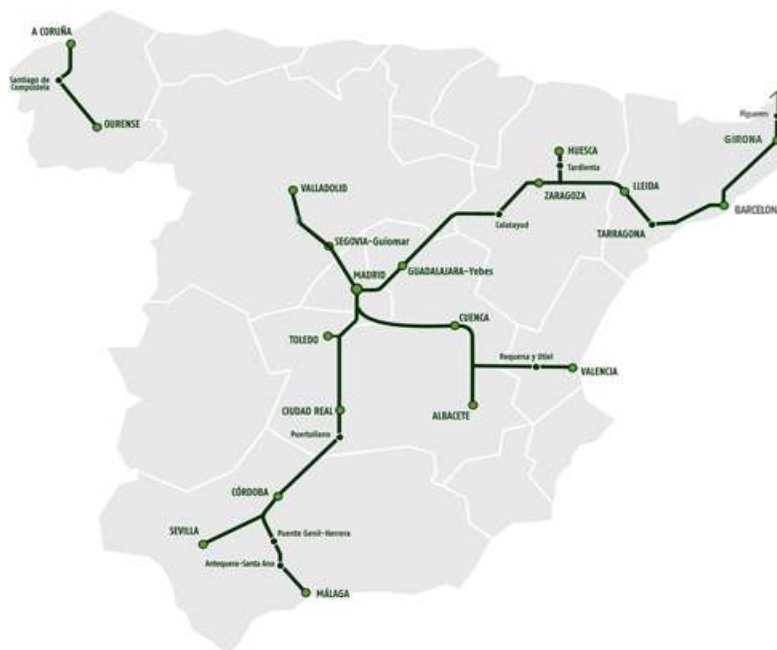 A CORUÑA
Santiago de
Compostela
OURENSE
Figueres
GIRONA
HUESCA
Tardienta
LLEIDA
ZARAGOZA
BARCELONA
VALLADOLID
Calatayud
TARRAGONA
SEGOVIA-Guiomar
GUADALAJARA-Yebes
MADRID
CUENCA
TOLEDO
Requena y Utiel
VALENCIA
CIUDAD REAL
ALBACETE
Puertollano
CÓRDOBA
SEVILLA
Puente Genil-Herrera
Antequera-Santa Ana
MÁLAGA